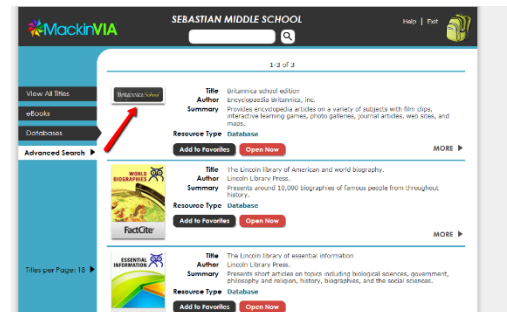 MackinVIA
SEBASTIAN MIDDLE SCHOOL
Help | Exit
1-3 of 3
View All Titles
eBooks
Databases
Advanced Search
Titles per Page: 15
Britannica School
Title Britannica school edition
Author Encyclopaedia Britannica, Inc.
Summary Provides encyclopedia articles on a variety of subjects with film clips,
interactive learning games, photo galleries, journal articles, web sites, and
maps.
Resource Type Database
Add to Favorites Open Now
MORE
WORLD
BIOGRAPHIES
FactCite
Title The Lincoln library of American and world biography.
Author Lincoln Library Press.
Summary Presents around 10,000 biographies of famous people from throughout
history.
Resource Type Database
Add to Favorites Open Now
MORE
ESSENTIAL
INFORMATION
Title The Lincoln library of essential information
Author Lincoln Library Press.
Summary Presents short articles on topics including biological sciences, government,
philosophy and religion, history, biographies, and the social sciences.
Resource Type Database
Add to Favorites Open Now